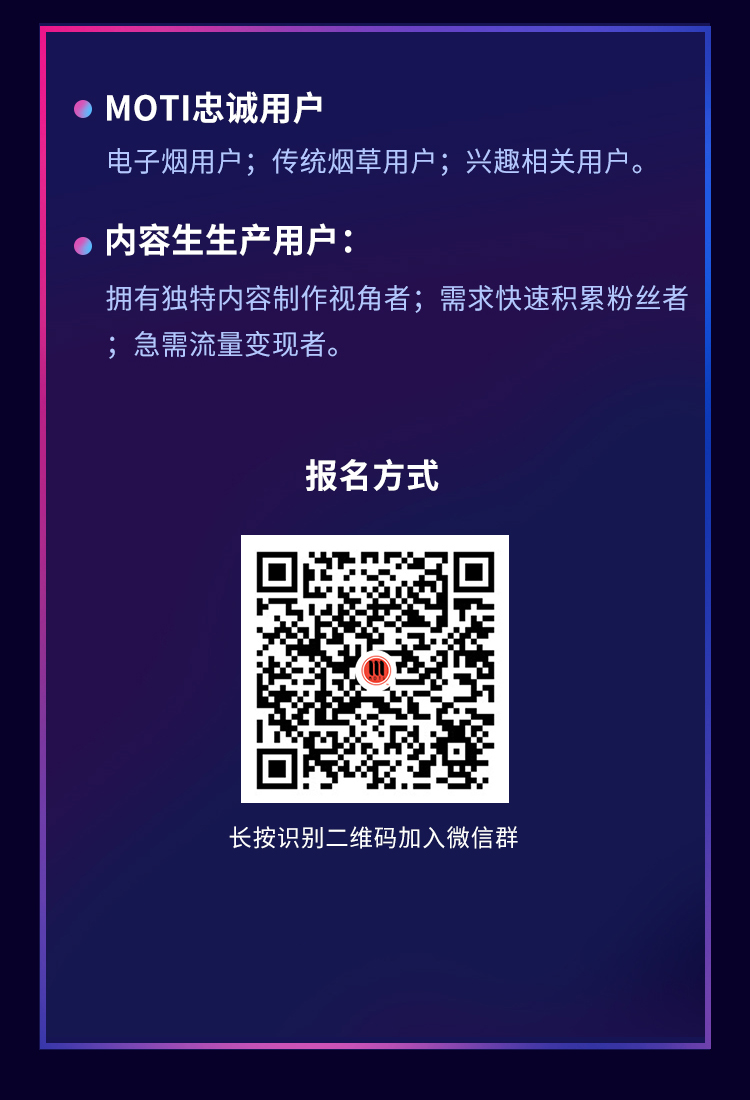 MOTI忠诚用户
电子烟用户；传统烟草用户；兴趣相关用户。
内容生生产用户：
拥有独特内容制作视角者；需求快速积累粉丝者
；急需流量变现者。
报名方式
长按识别二维码加入微信群